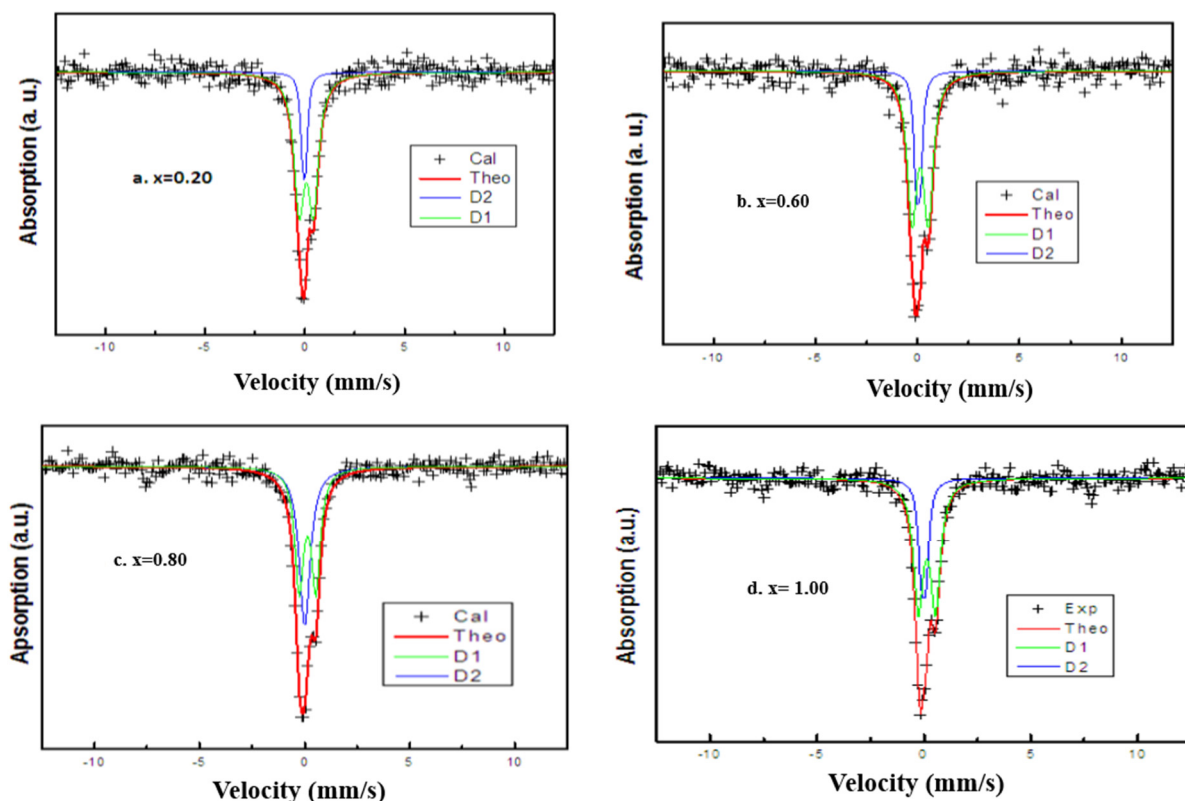 Absorption (a. u.)
a. x=0.20
Cal
Theo
D2
D1
-10 -5 0 5 10
Velocity (mm/s)
Absorption (a. u.)
b. x=0.60
Cal
Theo
D1
D2
-10 -5 0 5 10
Velocity (mm/s)
Apsorption (a.u.)
c. x=0.80
Cal
Theo
D1
D2
-10 -5 0 5 10
Velocity (mm/s)
Absorption (a.u.)
d. x= 1.00
Exp
Theo
D1
D2
-10 -5 0 5 10
Velocity (mm/s)